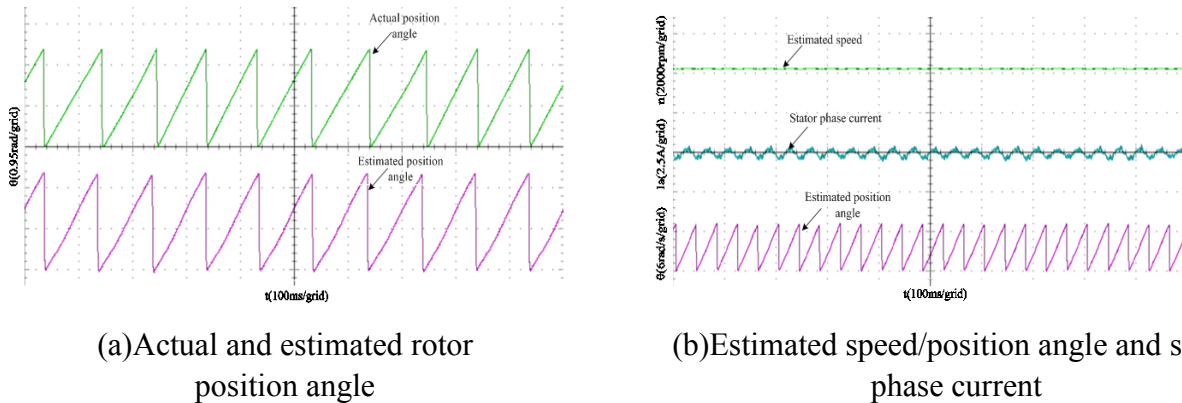 Actual position
angle
θ(0.95rad/grid)
Estimated position
angle
t(100ms/grid)
(a)Actual and estimated rotor
position angle
n(2000rpm/grid)
Estimated speed
Ia(2.5A/grid)
Stator phase current
θ(6rad/s/grid)
Estimated position
angle
t(100ms/grid)
(b)Estimated speed/position angle and s
phase current